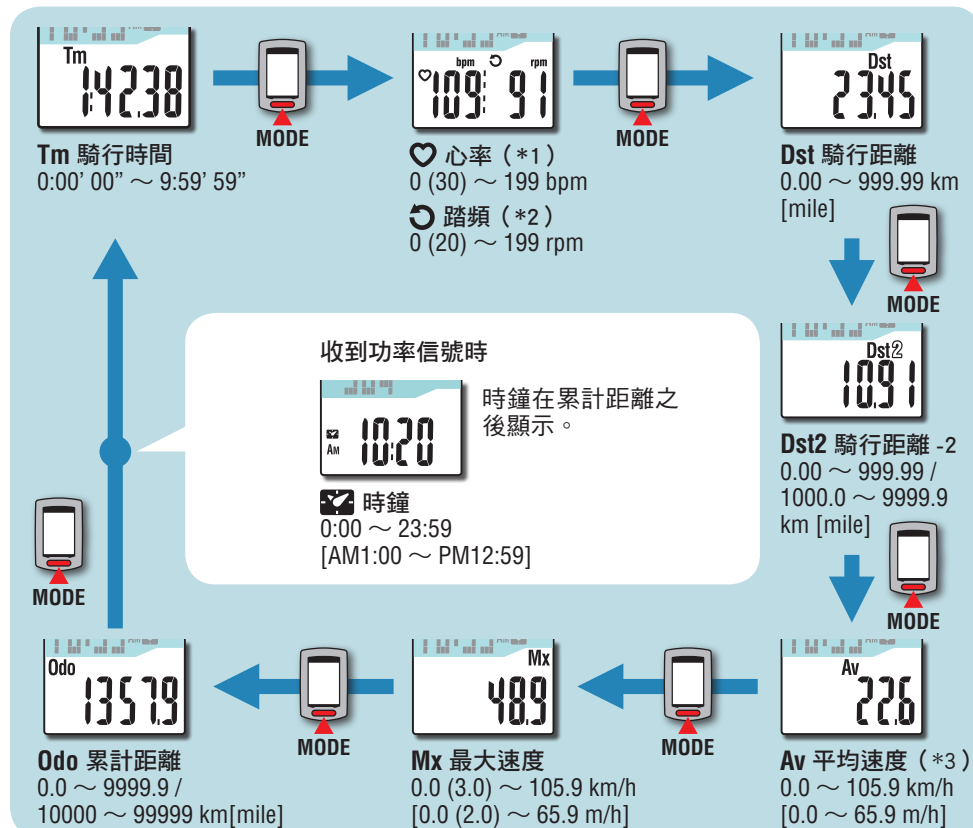 Tm
1:42.38
MODE
Tm 騎行時間
0:00' 00” ～ 9:59' 59”
bpm rpm
109 91
MODE
心率（*1）
0 (30) ～ 199 bpm
踏頻（*2）
0 (20) ～ 199 rpm
Dst
23.45
Dst 騎行距離
0.00 ～ 999.99 km
[mile]
MODE
Dst2
10.91
Dst2 騎行距離 -2
0.00 ～ 999.99 /
1000.0 ～ 9999.9
km [mile]
MODE
收到功率信號時
AM
10:20
時鐘在累計距離之
後顯示。
時鐘
0:00 ～ 23:59
[AM1:00 ～ PM12:59]
Av
22.6
Av 平均速度（*3）
0.0 ～ 105.9 km/h
[0.0 ～ 65.9 m/h]
MODE
Mx
48.9
Mx 最大速度
0.0 (3.0) ～ 105.9 km/h
[0.0 (2.0) ～ 65.9 m/h]
MODE
Odo
1357.9
Odo 累計距離
0.0 ～ 9999.9 /
10000 ～ 99999 km[mile]
MODE